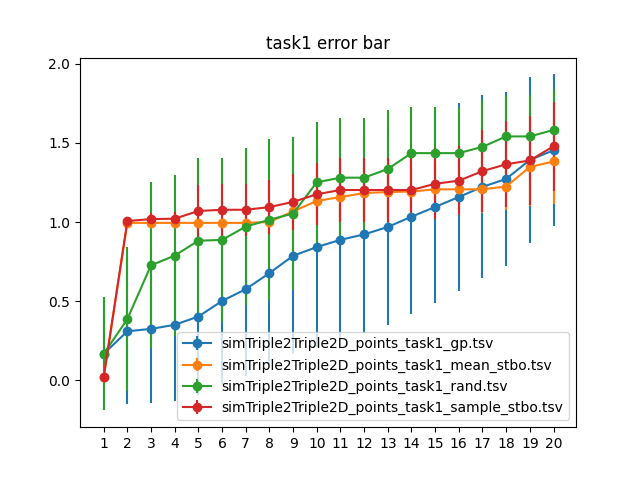 task1 error bar
2.0
1.5
1.0
0.5
0.0
simTriple2Triple2D_points_task1_gp.tsv
simTriple2Triple2D_points_task1_mean_stbo.tsv
simTriple2Triple2D_points_task1_rand.tsv
simTriple2Triple2D_points_task1_sample_stbo.tsv
1 2 3 4 5 6 7 8 9 10 11 12 13 14 15 16 17 18 19 20